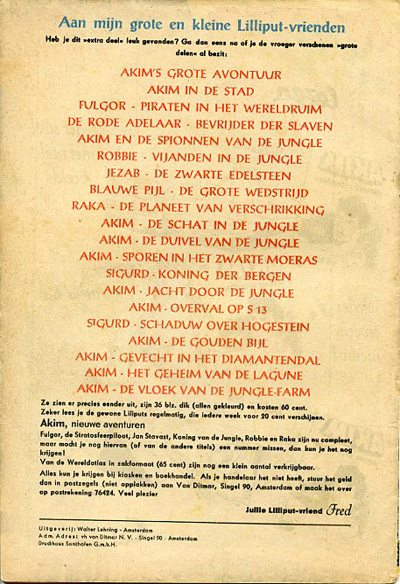 Aan mijn grote en kleine Lilliput-vrienden
Heb je dit »extra deel« leuk gevonden? Ga dan eens na of je de vroeger verschenen »grote
delen« al bezit:
AKIM'S GROTE AVONTUUR
AKIM IN DE STAD
FULGOR - PIRATEN IN HET WERELDRUIM
DE RODE ADELAAR - BEVRIJDER DER SLAVEN
AKIM EN DE SPIONNEN VAN DE JUNGLE
ROBBIE - VIJANDEN IN DE JUNGLE
JEZAB - DE ZWARTE EDELSTEEN
BLAUWE PIJL - DE GROTE WEDSTRIJD
RAKA - DE PLANEET VAN VERSCHRIKKING
AKIM - DE SCHAT IN DE JUNGLE
AKIM - DE DUIVEL VAN DE JUNGLE
AKIM - SPOREN IN HET ZWARTE MOERAS
SIGURD - KONING DER BERGEN
AKIM - JACHT DOOR DE JUNGLE
AKIM - OVERVAL OP S 13
SIGURD - SCHADUW OVER HOGESTEIN
AKIM - DE GOUDEN BIJL
AKIM - GEVECHT IN HET DIAMANTENDAL
AKIM - HET GEHEIM VAN DE LAGUNE
AKIM - DE VLOEK VAN DE JUNGLE-FARM
Ze zien er precies eender uit, zijn 36 blz. dik (allen gekleurd) en kosten 60 cent.
Zeker lees je de gewone Lilliputs regelmatig, die iedere week voor 20 cent verschijnen.
Akim, nieuwe avonturen
Fulgor, de Stratosfeerpiloot, Jan Stavast, Koning van de Jungle, Robbie en Raka zijn nu compleet,
maar mocht je nog hiervan (of van de andere titels) een nummer missen, dan kun je het nog
krijgen!
Van de Wereldatlas in zakformaat (65 cent) zijn nog een klein aantal verkrijgbaar.
Alles kun je krijgen bij kiosken en boekhandel. Als je handelaar het niet heeft, stuur het geld
dan in postzegels (niet opplakken) aan Van Ditmar, Singel 90, Amsterdam of maak het over
op postrekening 76424. Veel plezier
Jullie Lilliput-vriend Fred
Uitgeverij: Walter Lehning - Amsterdam
Adm. Adres: vh van Ditmar N. V. - Singel 90 - Amsterdam
Druckhaus Sonthofen G.m.b.H.